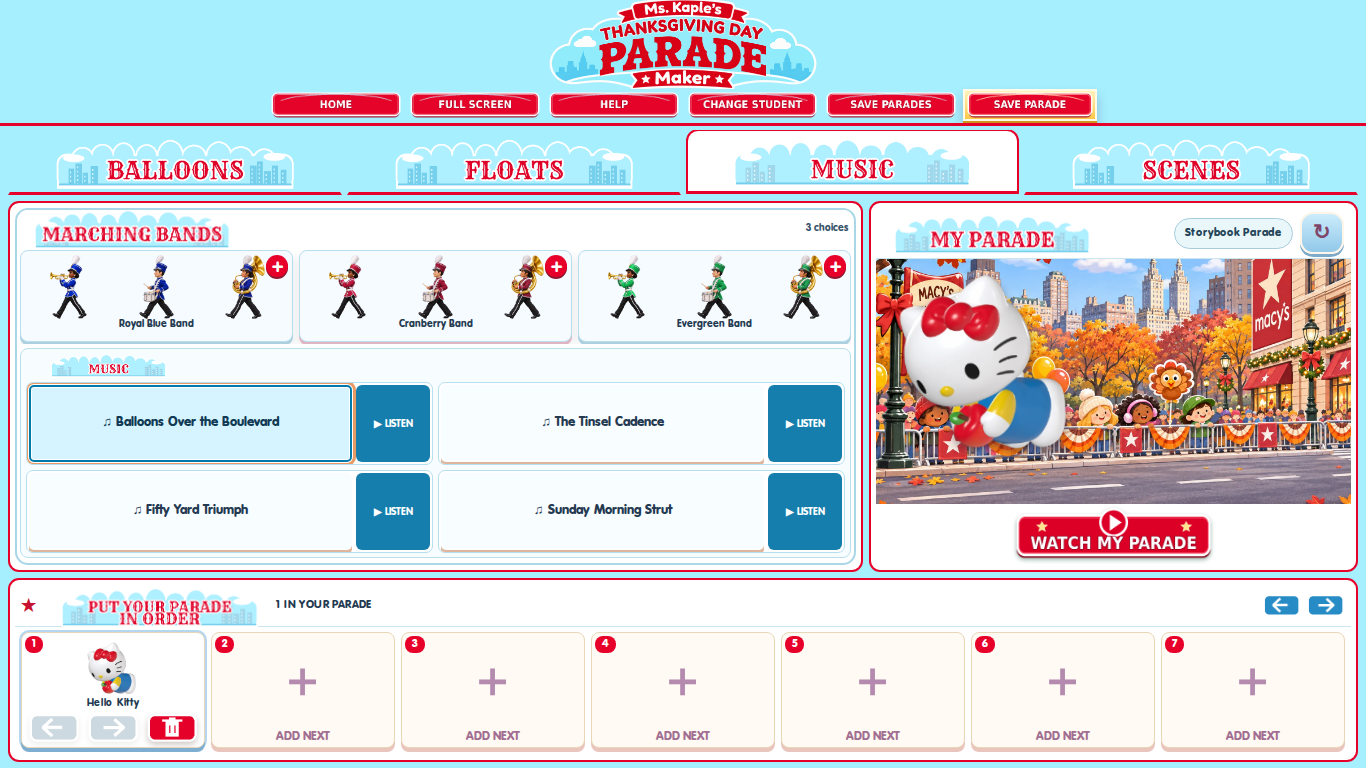 Ms. Kaple's
THANKSGIVING DAY
PARADE
Maker
HOME
FULL SCREEN
HELP
CHANGE STUDENT
SAVE PARADES
SAVE PARADE
BALLOONS
FLOATS
MUSIC
SCENES
MARCHING BANDS
3 choices
Royal Blue Band
Cranberry Band
Evergreen Band
MUSIC
♫ Balloons Over the Boulevard
▶ LISTEN
♫ The Tinsel Cadence
▶ LISTEN
♫ Fifty Yard Triumph
▶ LISTEN
♫ Sunday Morning Strut
▶ LISTEN
MY PARADE
Storybook Parade
MACY'S
macy's
WATCH MY PARADE
PUT YOUR PARADE
IN ORDER
1 IN YOUR PARADE
1
Hello Kitty
2
ADD NEXT
3
ADD NEXT
4
ADD NEXT
5
ADD NEXT
6
ADD NEXT
7
ADD NEXT